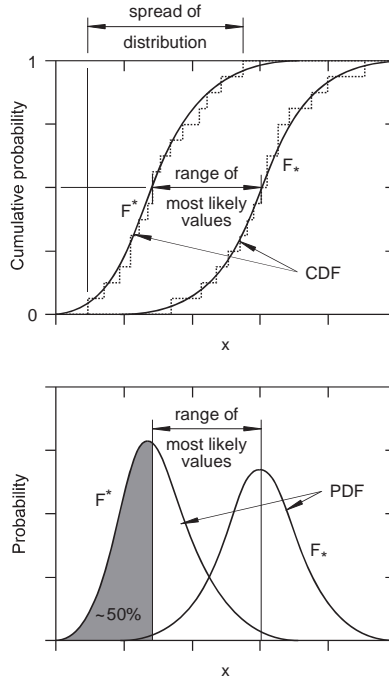 spread of
distribution
1
Cumulative probability
F*
range of
most likely
values
F*
CDF
0
x
range of
most likely
values
Probability
F*
PDF
F*
~50%
x